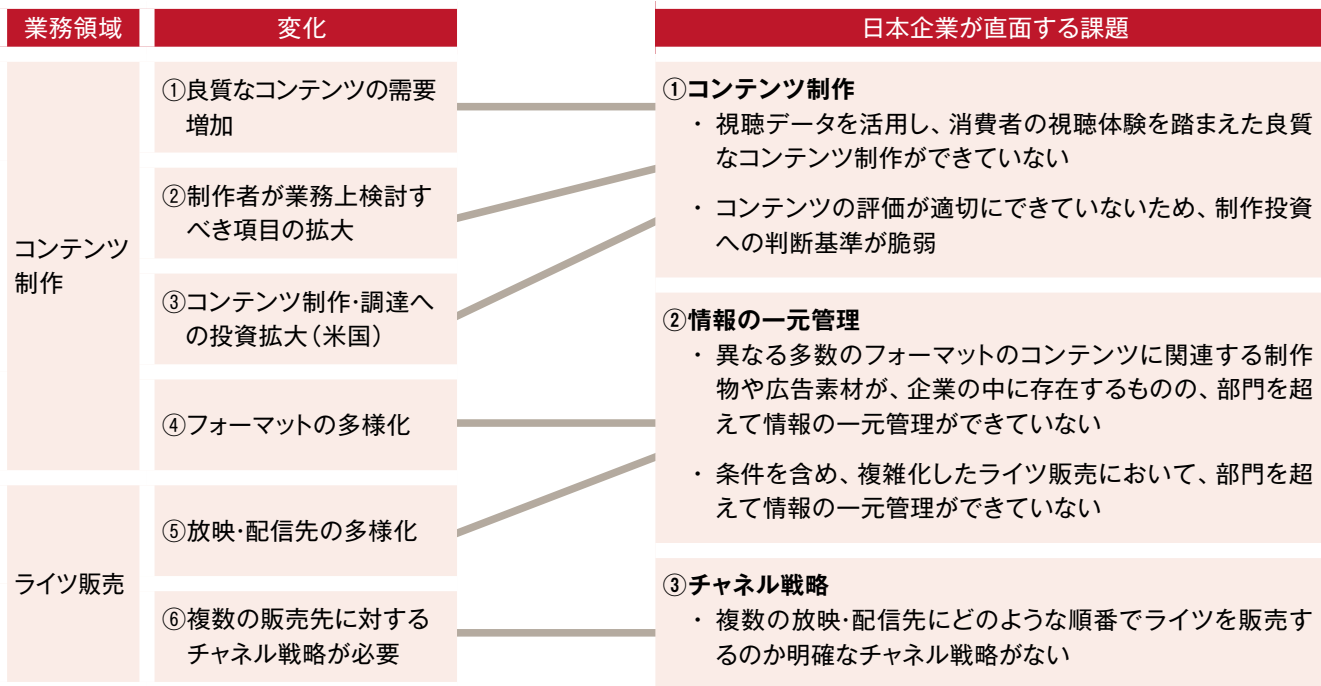 業務領域
変化
日本企業が直面する課題
コンテンツ
制作
①良質なコンテンツの需要
増加
②制作者が業務上検討す
べき項目の拡大
③コンテンツ制作・調達へ
の投資拡大（米国）
④フォーマットの多様化
ライツ販売
⑤放映・配信先の多様化
⑥複数の販売先に対する
チャネル戦略が必要
①コンテンツ制作
・ 視聴データを活用し、消費者の視聴体験を踏まえた良質
なコンテンツ制作ができていない
・ コンテンツの評価が適切にできていないため、制作投資
への判断基準が脆弱
②情報の一元管理
・ 異なる多数のフォーマットのコンテンツに関連する制作
物や広告素材が、企業の中に存在するものの、部門を超
えて情報の一元管理ができていない
・ 条件を含め、複雑化したライツ販売において、部門を超
えて情報の一元管理ができていない
③チャネル戦略
・ 複数の放映・配信先にどのような順番でライツを販売す
るのか明確なチャネル戦略がない